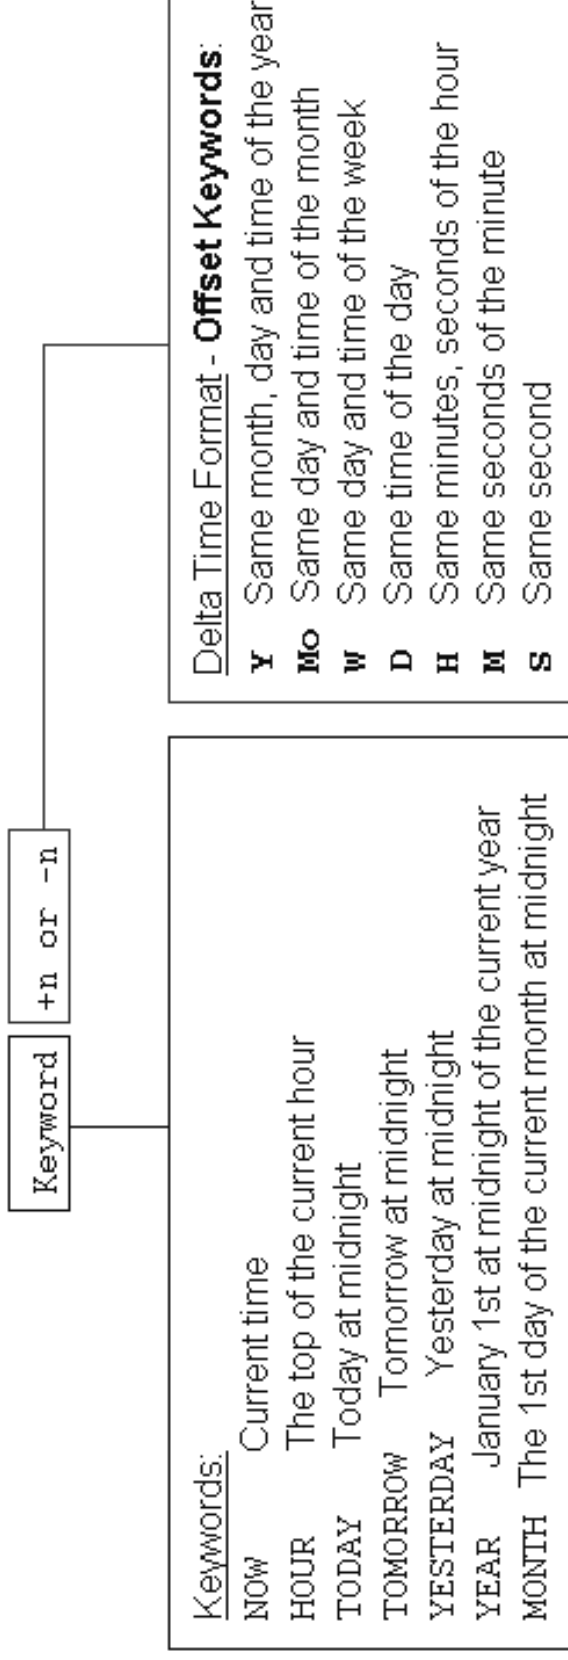 Keyword
+n or -n
Keywords:
NOW Current time
HOUR The top of the current hour
TODAY Today at midnight
TOMORROW Tomorrow at midnight
YESTERDAY Yesterday at midnight
YEAR January 1st at midnight of the current year
MONTH The 1st day of the current month at midnight
Delta Time Format - Offset Keywords:
Y Same month, day and time of the year
Mo Same day and time of the month
W Same day and time of the week
D Same time of the day
H Same minutes, seconds of the hour
M Same seconds of the minute
S Same second